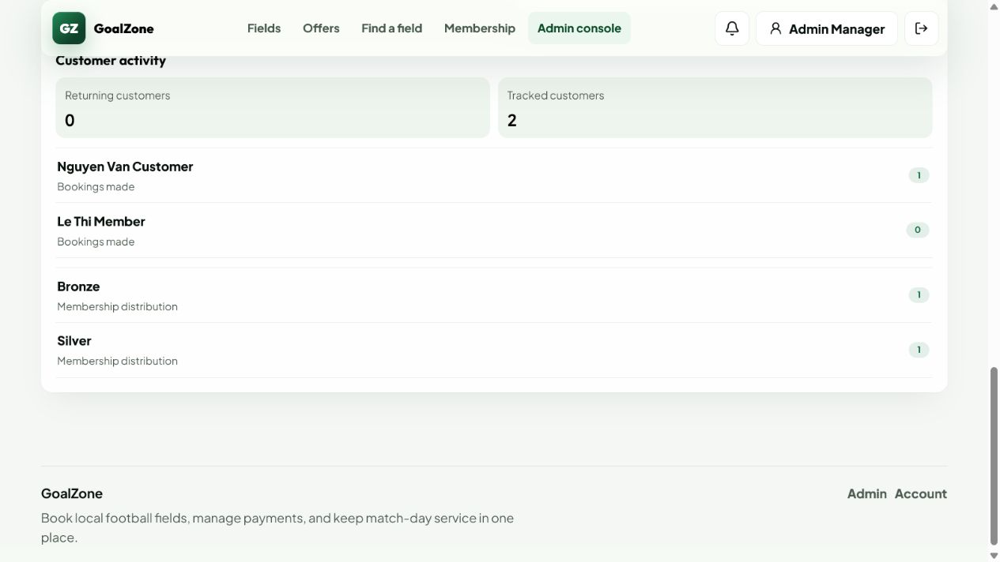 GZ GoalZone Fields Offers Find a field Membership Admin console Admin Manager
Customer activity
Returning customers
0
Tracked customers
2
Nguyen Van Customer
Bookings made
1
Le Thi Member
Bookings made
0
Bronze
Membership distribution
1
Silver
Membership distribution
1
GoalZone
Admin Account
Book local football fields, manage payments, and keep match-day service in one
place.